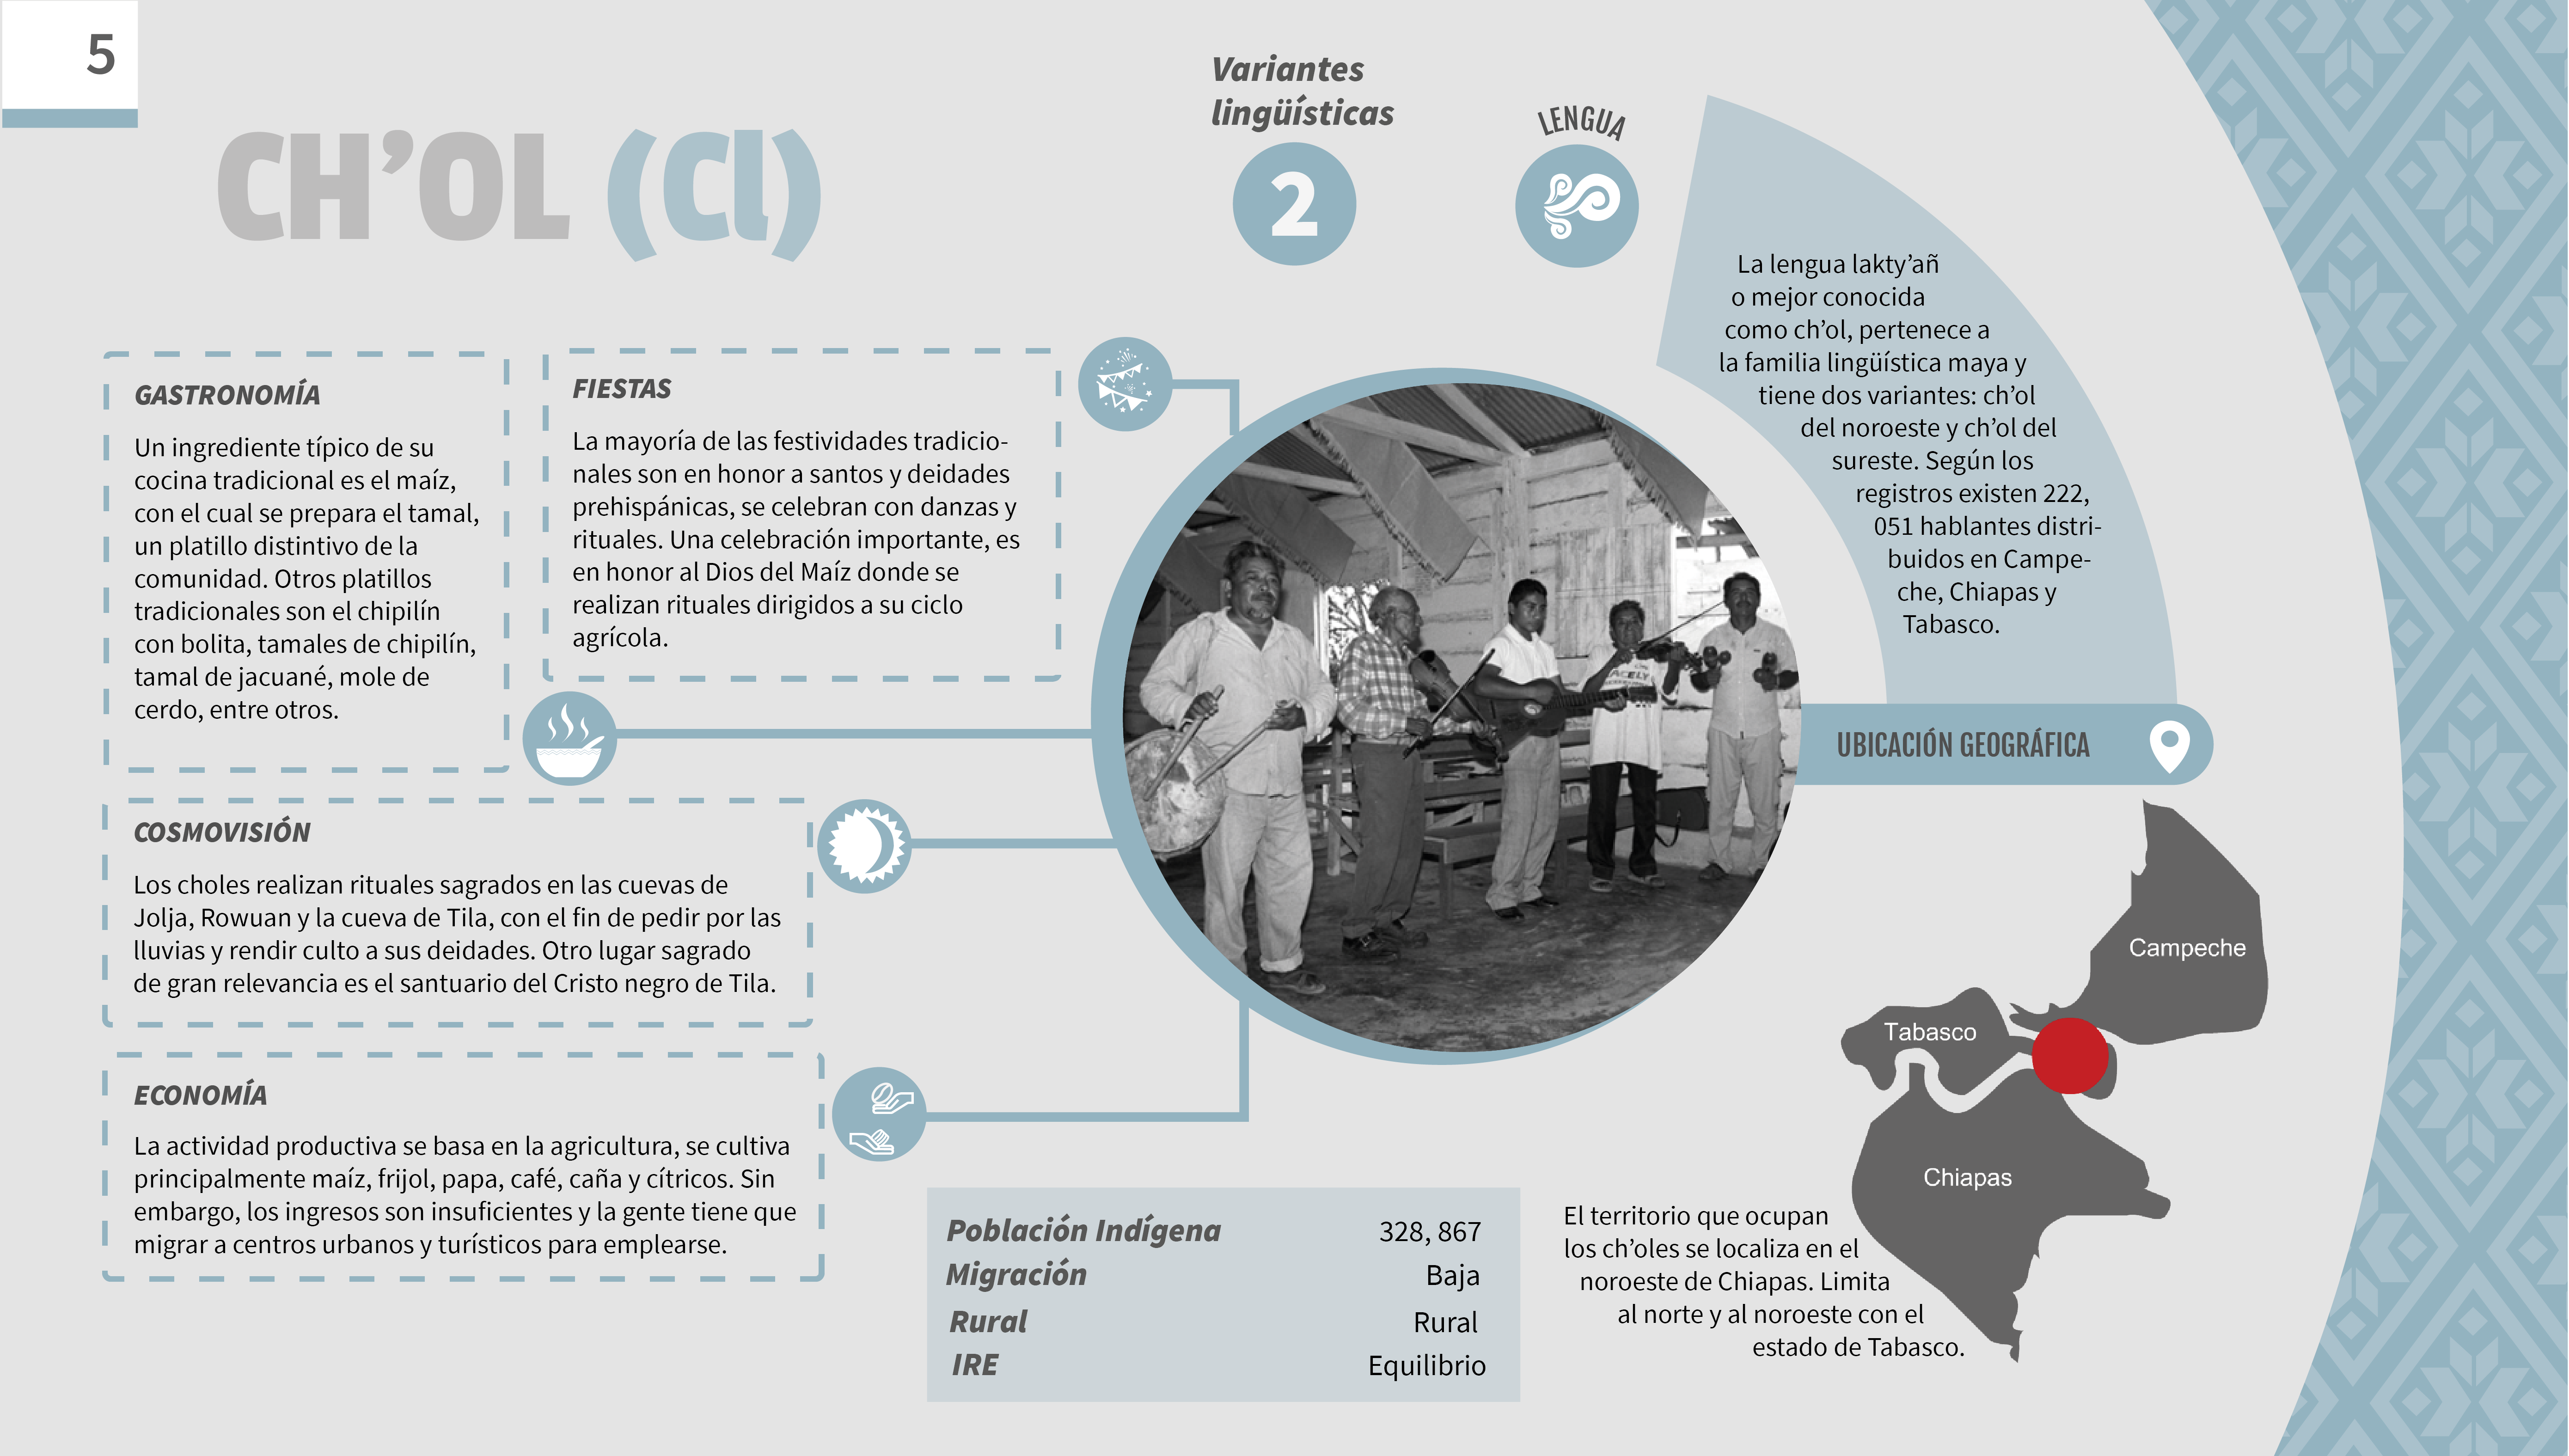 5
CH’OL (Cl)
Variantes
lingüísticas
2
LENGUA
La lengua lakty’añ
o mejor conocida
como ch’ol, pertenece a
la familia lingüística maya y
tiene dos variantes: ch’ol
del noroeste y ch’ol del
sureste. Según los
registros existen 222,
051 hablantes distri-
buidos en Campe-
che, Chiapas y
Tabasco.
GASTRONOMÍA
Un ingrediente típico de su
cocina tradicional es el maíz,
con el cual se prepara el tamal,
un platillo distintivo de la
comunidad. Otros platillos
tradicionales son el chipilín
con bolita, tamales de chipilín,
tamal de jacuané, mole de
cerdo, entre otros.
FIESTAS
La mayoría de las festividades tradicio-
nales son en honor a santos y deidades
prehispánicas, se celebran con danzas y
rituales. Una celebración importante, es
en honor al Dios del Maíz donde se
realizan rituales dirigidos a su ciclo
agrícola.
ACELY
COSMOVISIÓN
Los choles realizan rituales sagrados en las cuevas de
Jolja, Rowuan y la cueva de Tila, con el fin de pedir por las
lluvias y rendir culto a sus deidades. Otro lugar sagrado
de gran relevancia es el santuario del Cristo negro de Tila.
ECONOMÍA
La actividad productiva se basa en la agricultura, se cultiva
principalmente maíz, frijol, papa, café, caña y cítricos. Sin
embargo, los ingresos son insuficientes y la gente tiene que
migrar a centros urbanos y turísticos para emplearse.
Población Indígena 328, 867
Migración Baja
Rural Rural
IRE Equilibrio
UBICACIÓN GEOGRÁFICA
Campeche
Tabasco
Chiapas
El territorio que ocupan
los ch’oles se localiza en el
noroeste de Chiapas. Limita
al norte y al noroeste con el
estado de Tabasco.